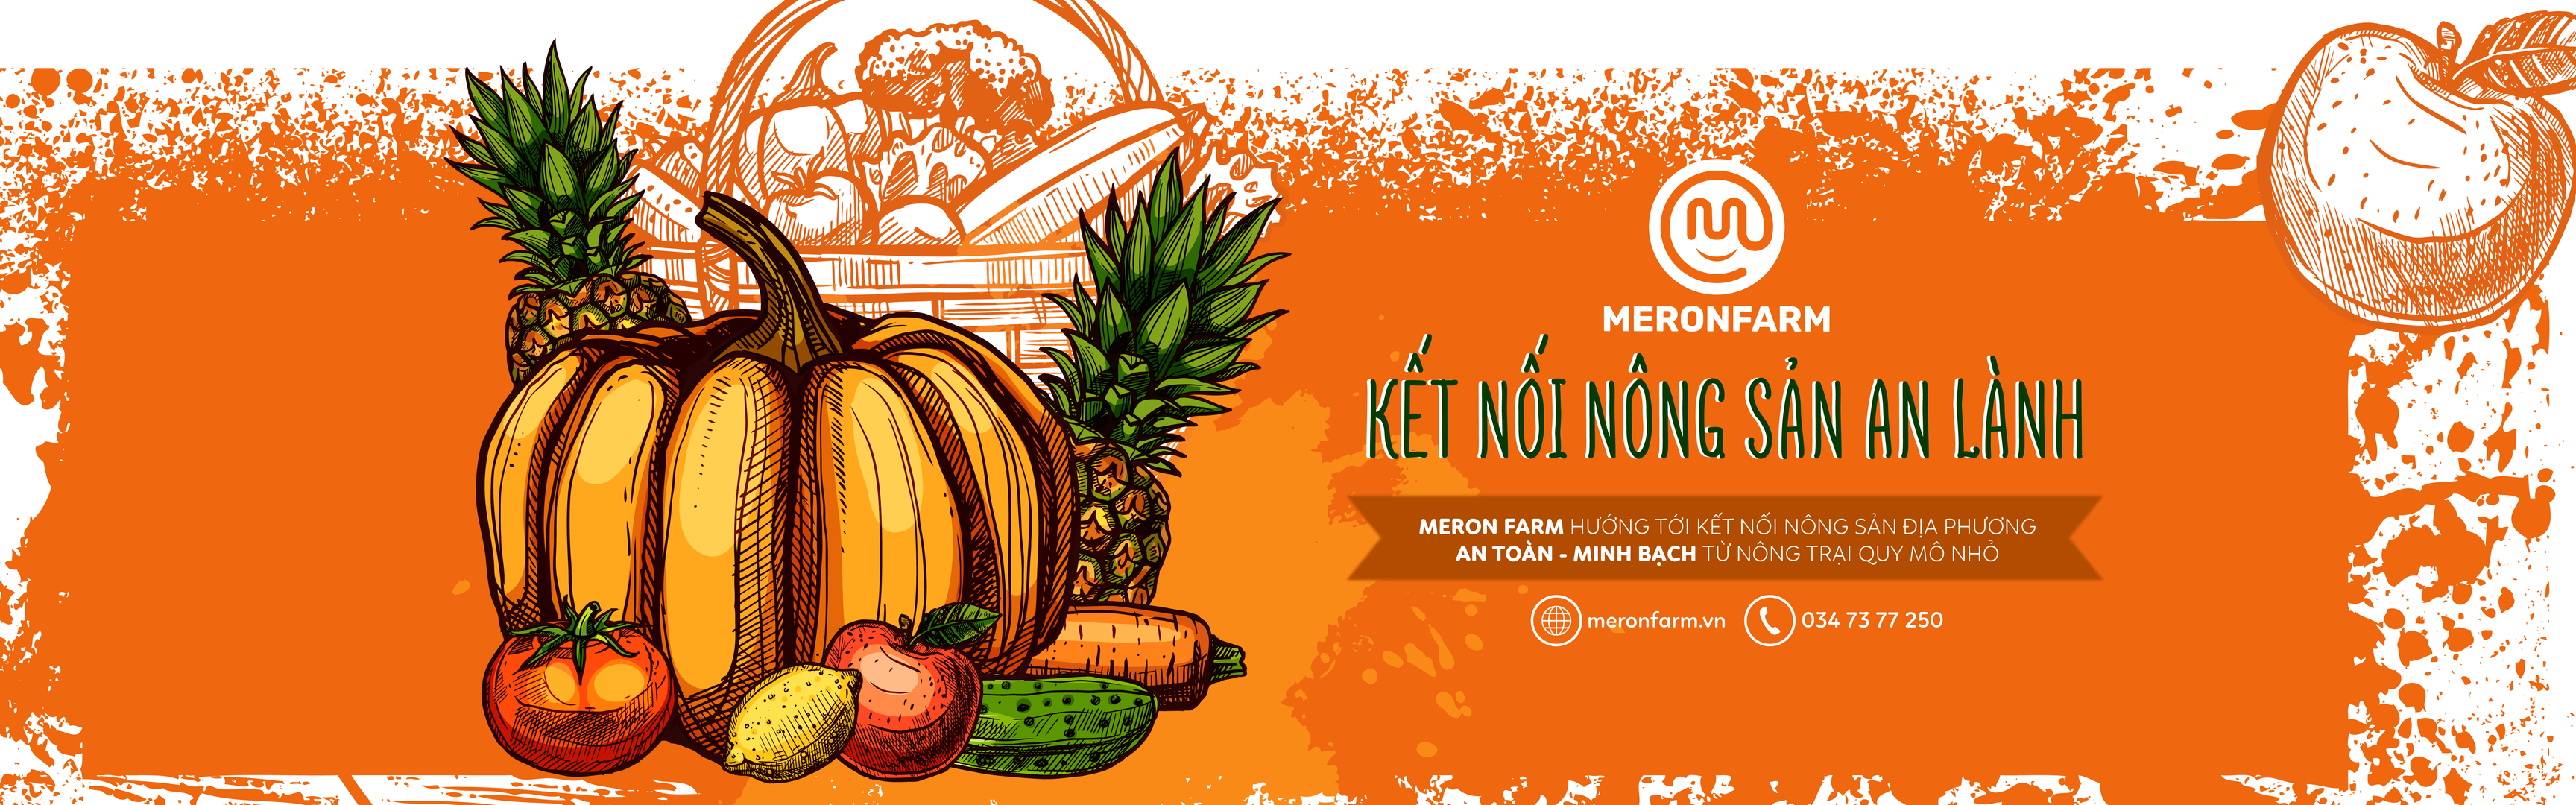 MERONFARM
KẾT NỐI NÔNG SẢN AN LÀNH
MERON FARM HƯỚNG TỚI KẾT NỐI NÔNG SẢN ĐỊA PHƯƠNG
AN TOÀN - MINH BẠCH TỪ NÔNG TRẠI QUY MÔ NHỎ
meronfarm.vn 034 73 77 250